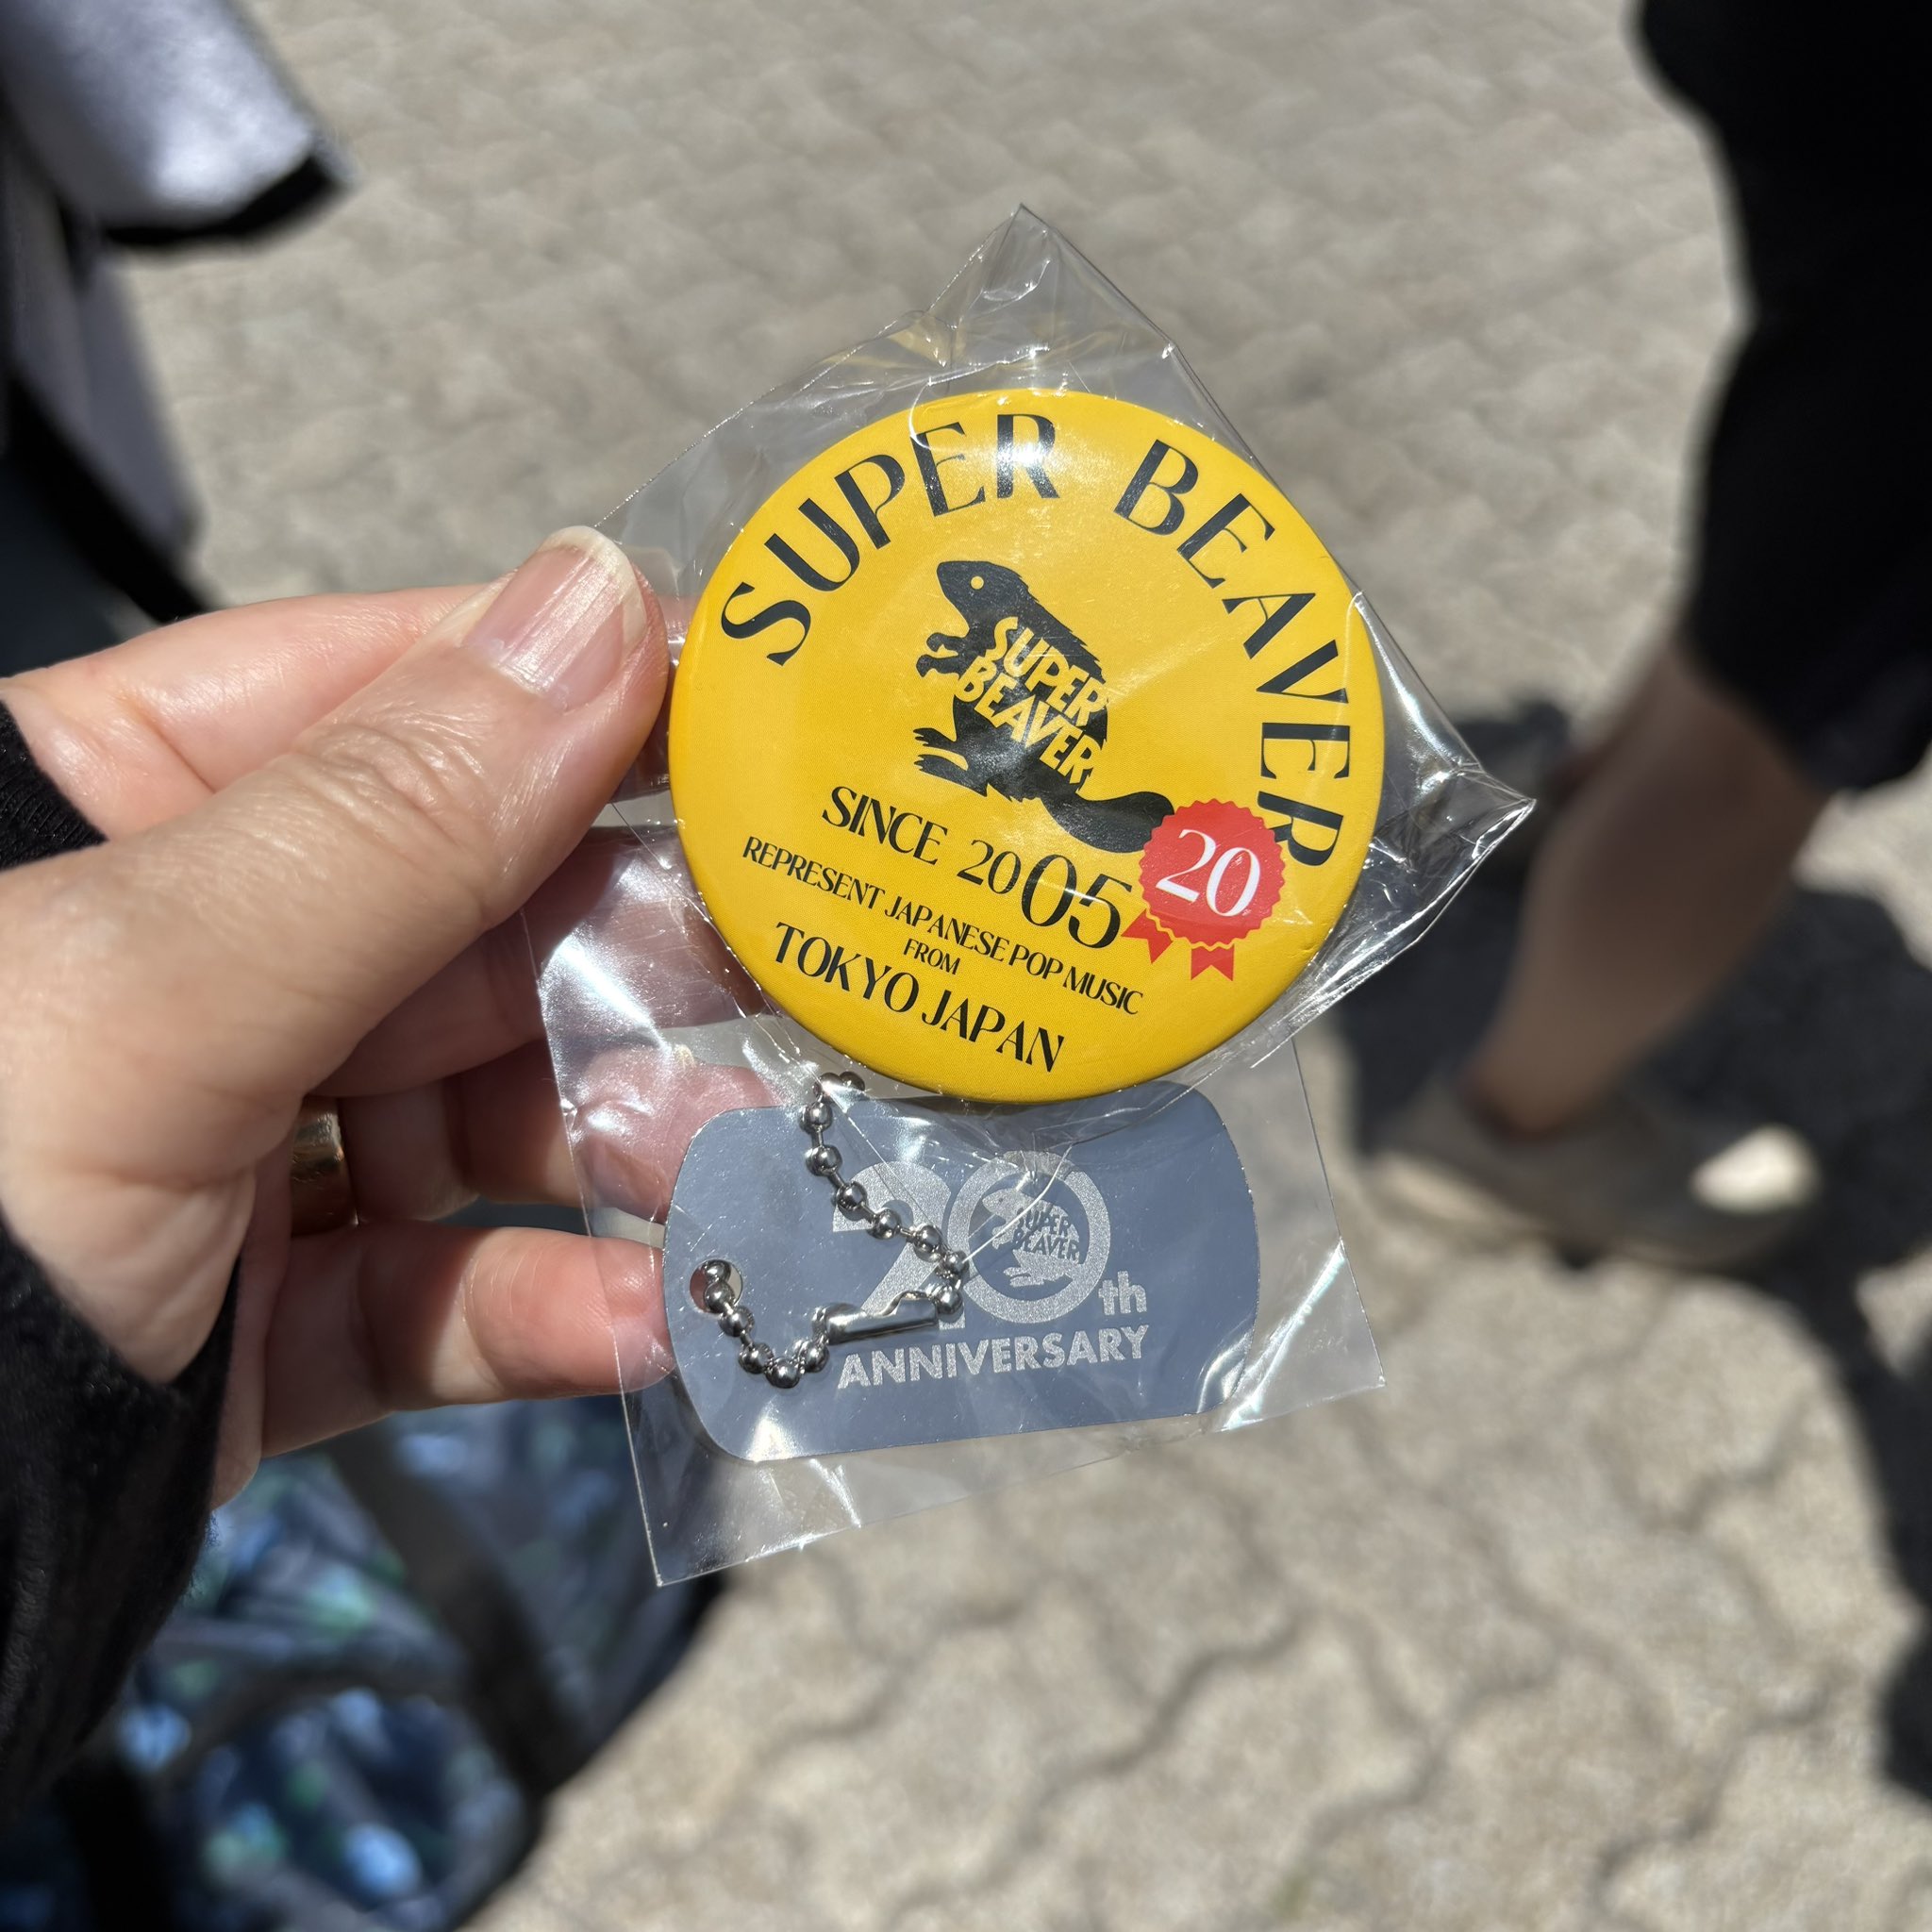 SUPER BEAVER
SUPER
BEAVER
SINCE 2005
20
REPRESENT JAPANESE POP MUSIC
FROM
TOKYO JAPAN
20th
SUPER
BEAVER
ANNIVERSARY